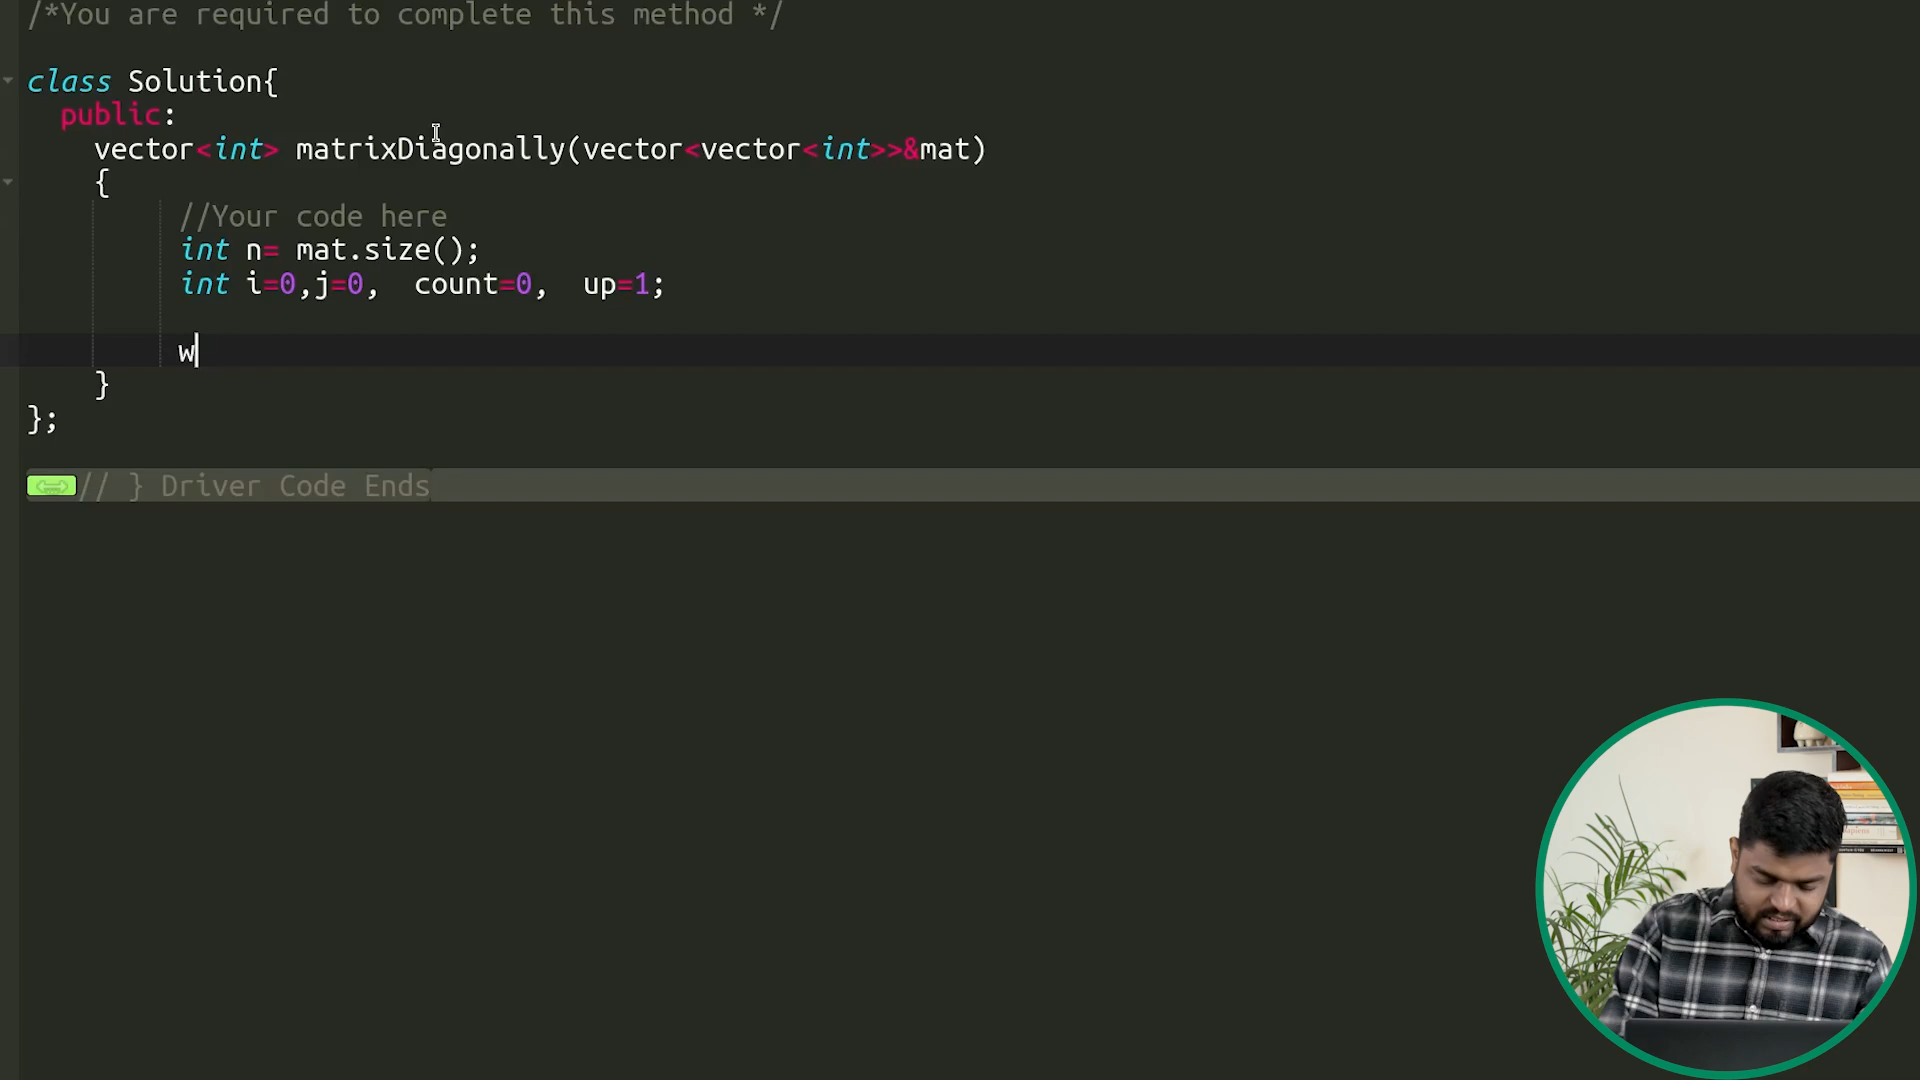 /*You are required to complete this method */
class Solution{
public:
vector<int> matrixDiagonally(vector<vector<int>>&mat)
{
//Your code here
int n= mat.size();
int i=0,j=0,  count=0,  up=1;
w
}
};
// } Driver Code Ends